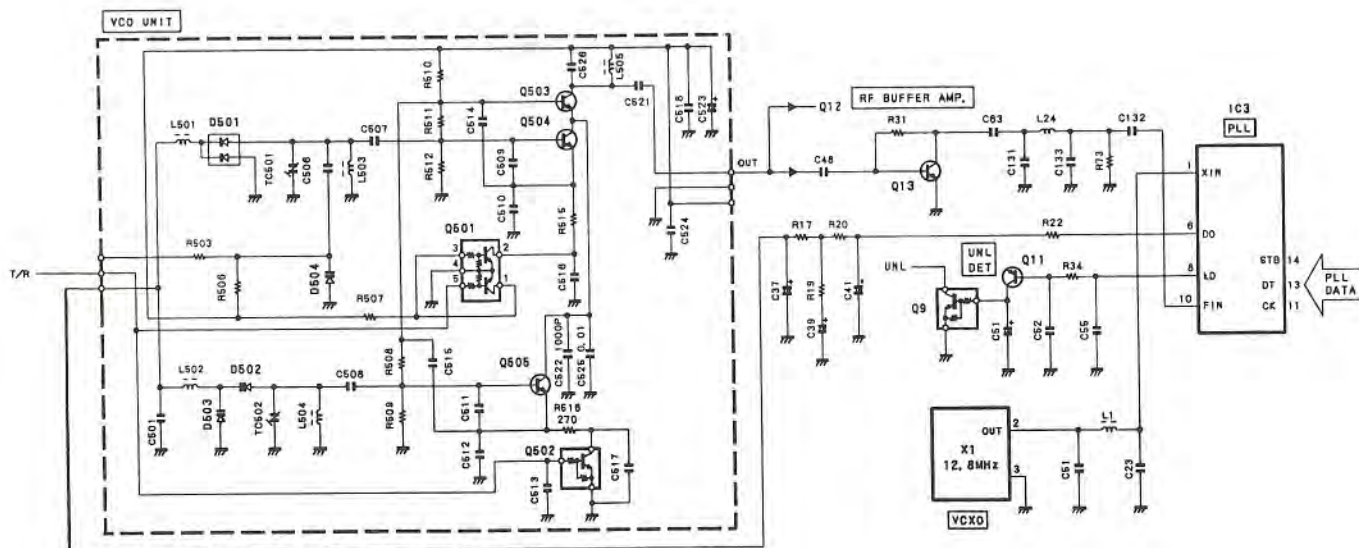 VCO UNIT
R510
C526
L505
Q503
R511
C514
C521
C518
C523
Q12
RF BUFFER AMP.
IC3
PLL
L501
D501
C507
Q504
R31
C63
L24
C132
TC501
C506
L503
R512
C509
C510
OUT
C48
Q13
C131
C133
R73
1
XIN
R515
C524
Q501
3
4
5
2
1
R17
R20
R22
6
DO
T/R
R503
R506
D504
R507
C516
UNL
UNL
DET
Q11
R34
8
LD
STB
14
DT
13
CK
11
PLL
DATA
C37
R19
C39
C41
Q9
C51
C52
C55
10
FIN
R508
C515
Q505
C522 1000P
C525 0.01
L502
D502
C508
C501
D503
TC502
L504
R509
C511
C512
R516
270
Q502
C513
C517
OUT
2
L1
X1
12.8MHz
3
C61
C23
VCXO